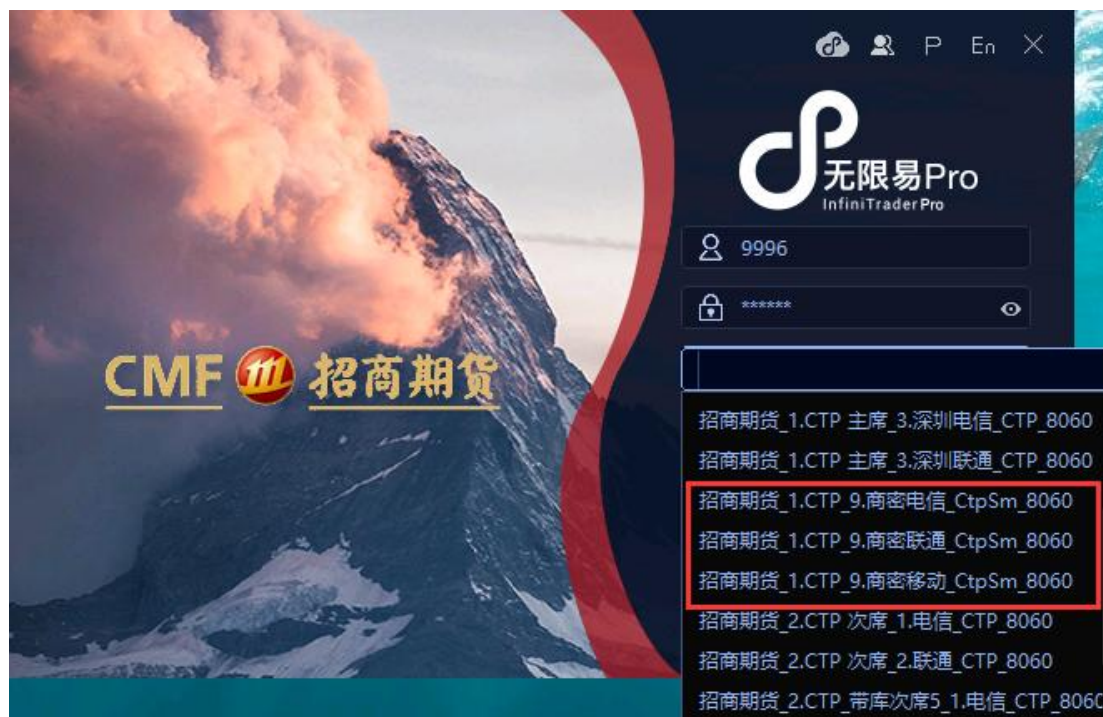 P En
无限易Pro
InfiniTrader Pro
9996
******
CMF 招商期货
招商期货_1.CTP 主席_3.深圳电信_CTP_8060
招商期货_1.CTP 主席_3.深圳联通_CTP_8060
招商期货_1.CTP_9.商密电信_CtpSm_8060
招商期货_1.CTP_9.商密联通_CtpSm_8060
招商期货_1.CTP_9.商密移动_CtpSm_8060
招商期货_2.CTP 次席_1.电信_CTP_8060
招商期货_2.CTP 次席_2.联通_CTP_8060
招商期货_2.CTP_带库次席5_1.电信_CTP_8060